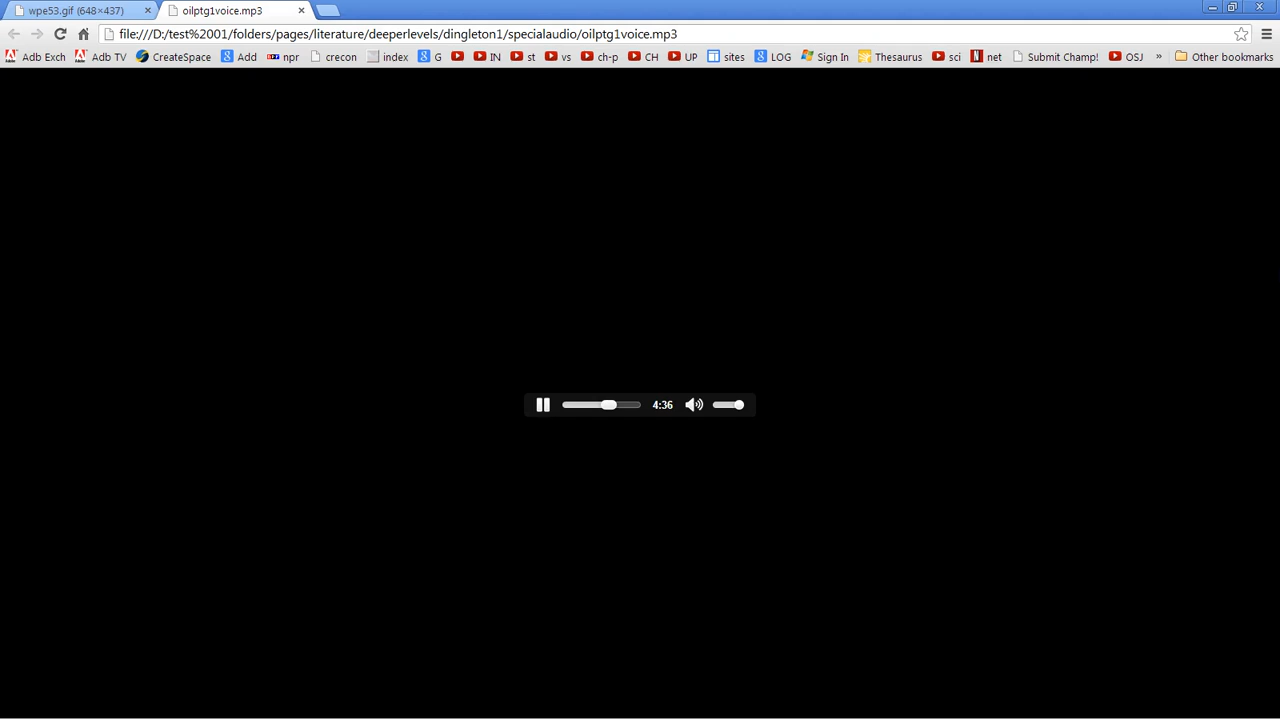 wpe53.gif (648×437) oilptg1voice.mp3
file:///D:/test%2001/folders/pages/literature/deeperlevels/dingleton1/specialaudio/oilptg1voice.mp3
Adb Exch Adb TV CreateSpace Add npr crecon index G IN st vs ch-p CH UP sites LOG Sign In Thesaurus sci net Submit Champ! OSJ » Other bookmarks
4:36